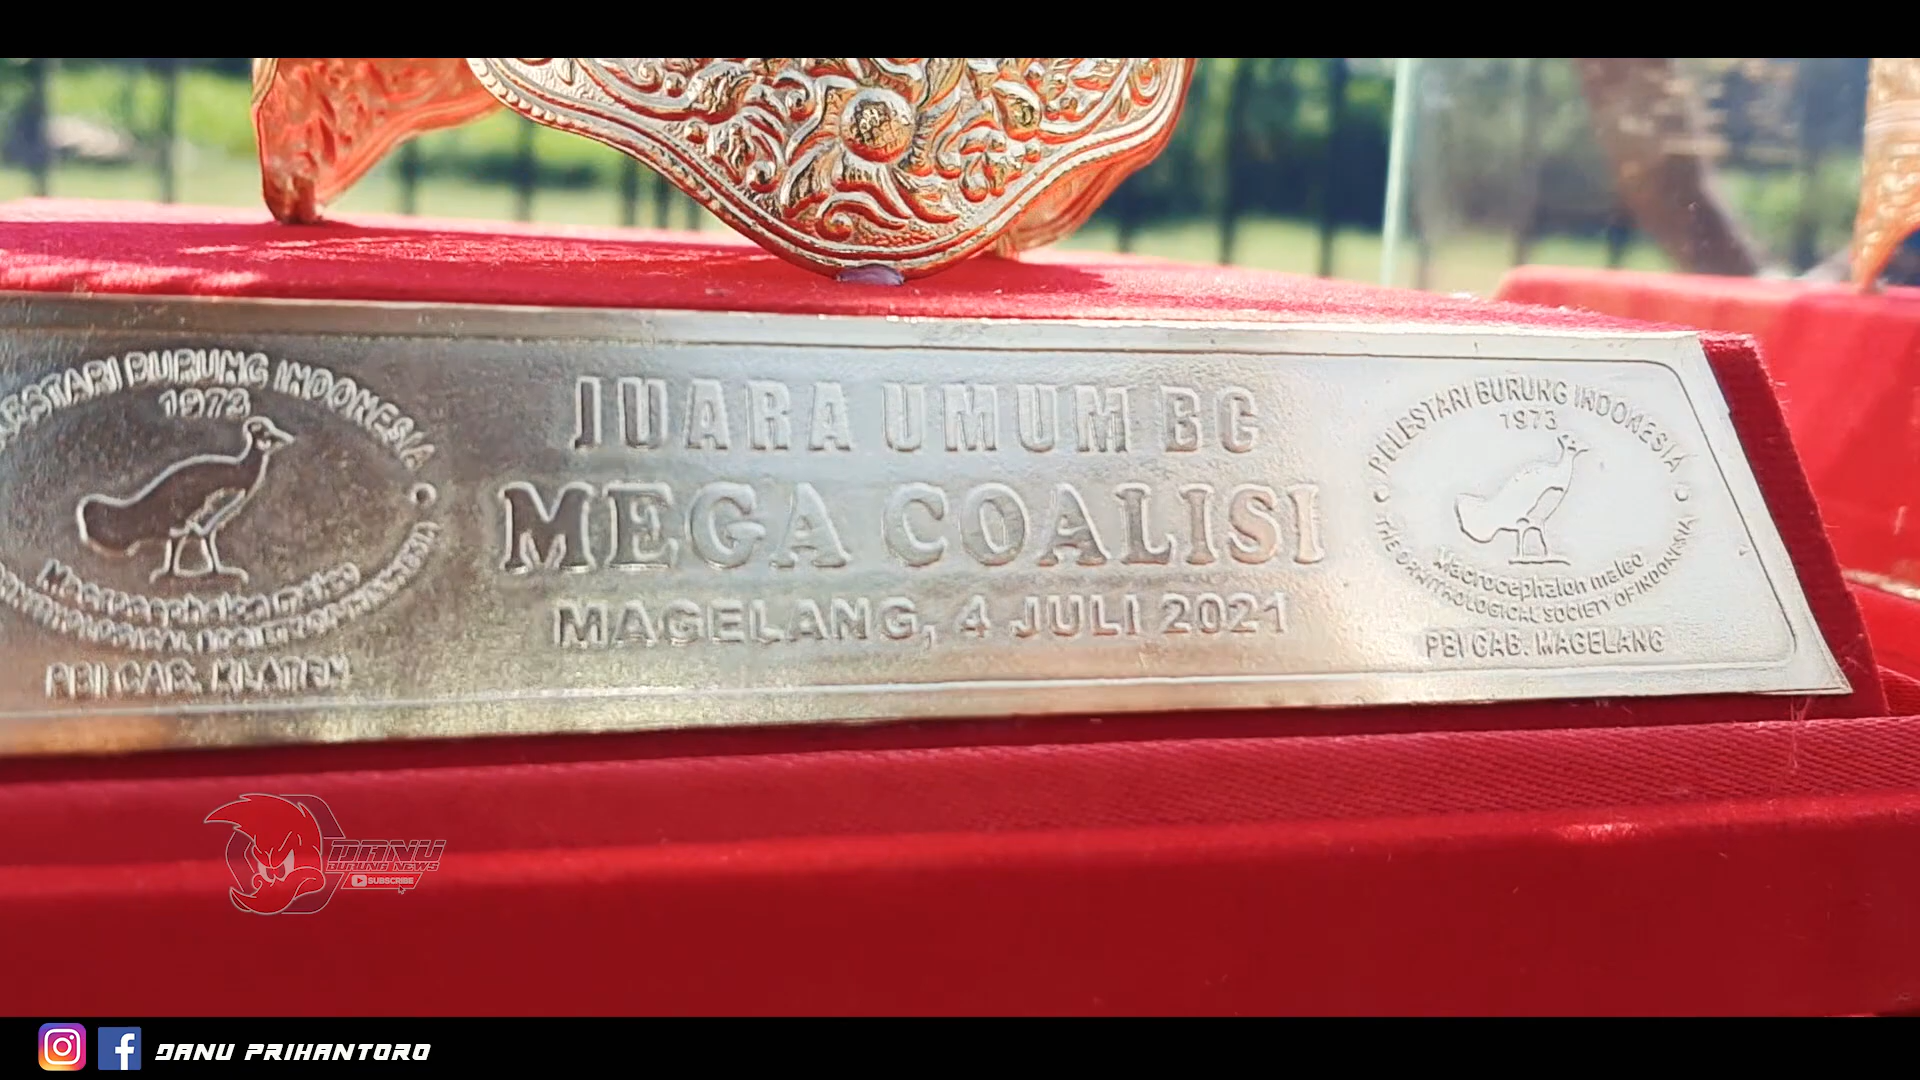 LESTARI BURUNG INDONESIA
1973
PBI CAB. KLATEN
JUARA UMUM BC
MEGA COALISI
MAGELANG, 4 JULI 2021
PELESTARI BURUNG INDONESIA
1973
Macrocephalon maleo
THE ORNITHOLOGICAL SOCIETY OF INDONESIA
PBI CAB. MAGELANG
DANU
BURUNG NEWS
SUBSCRIBE
DANU PRIHANTORO